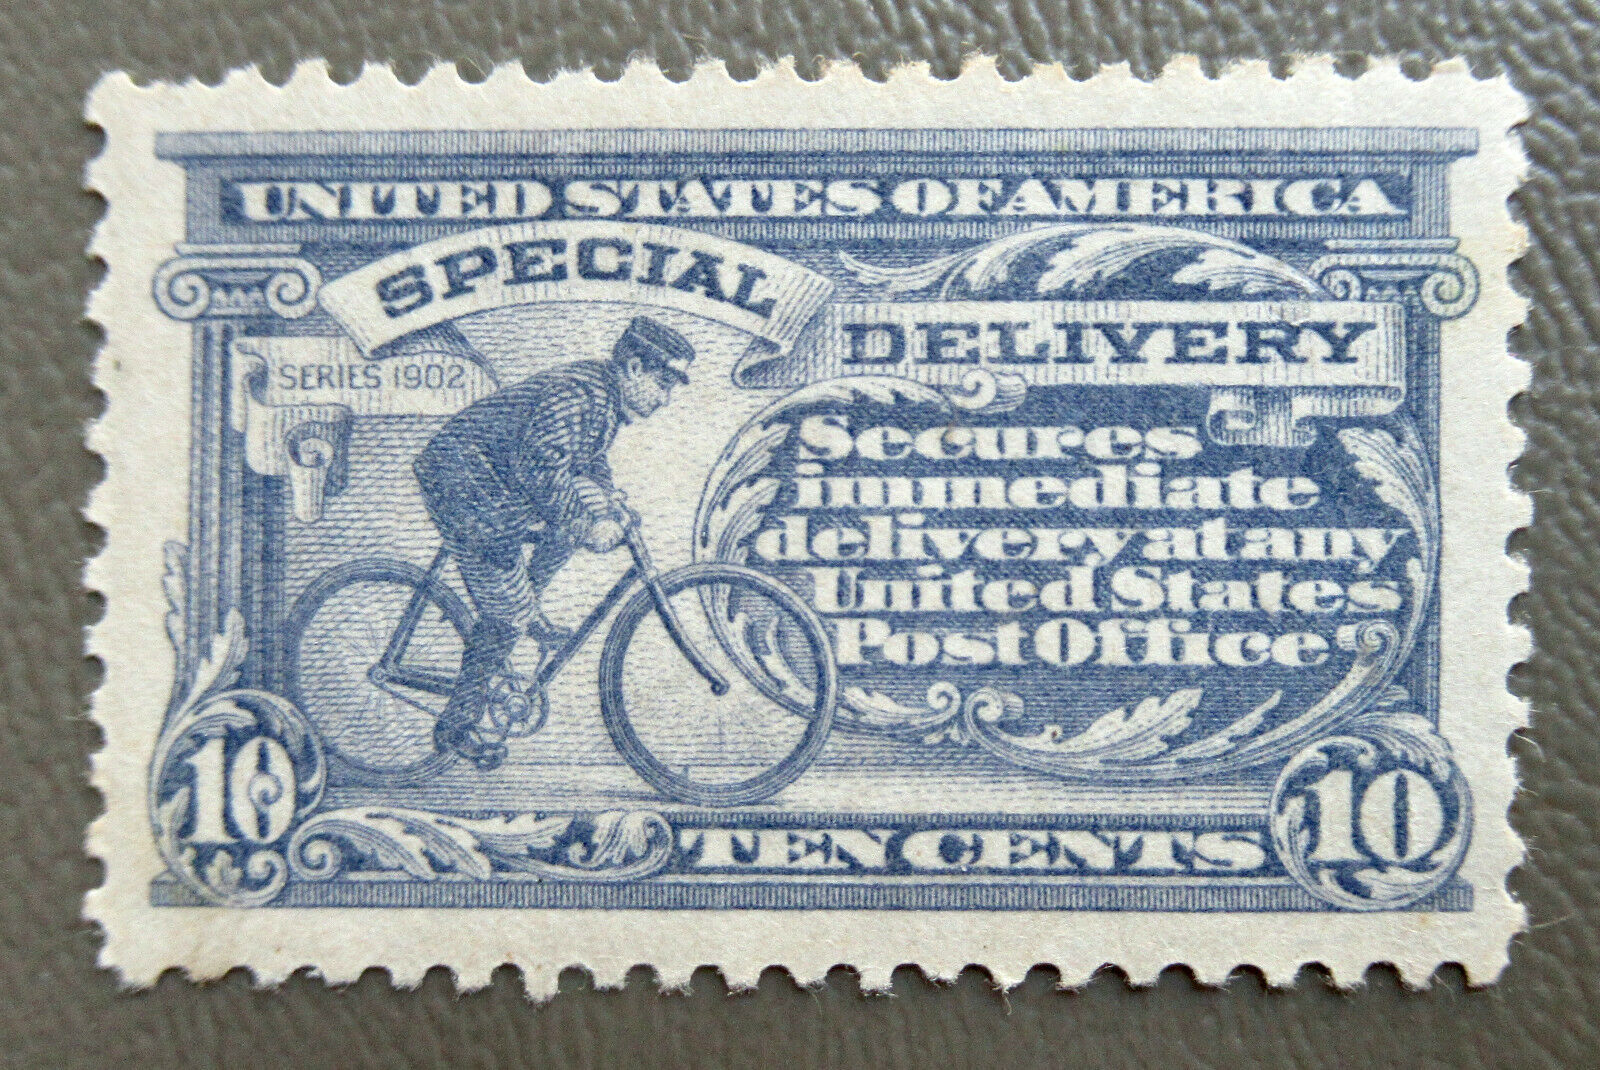 UNITED STATES OF AMERICA
SPECIAL
DELIVERY
SERIES 1902
Secures
immediate
delivery at any
United States
Post Office
10
TEN CENTS
10